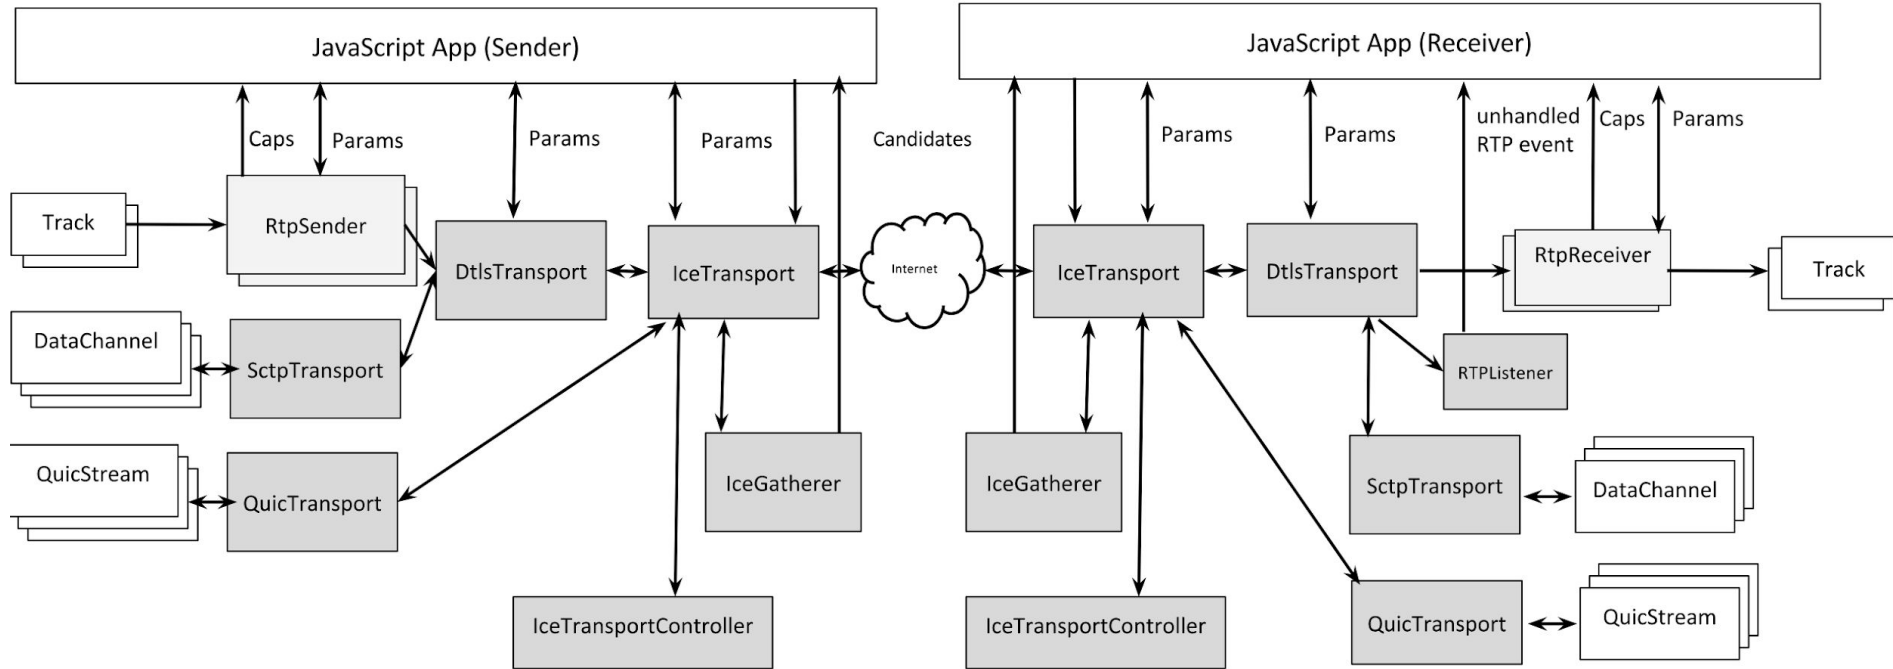 JavaScript App (Sender)
JavaScript App (Receiver)
Caps
Params
Params
Params
Candidates
Params
Params
unhandled
RTP event
Caps
Params
Track
RtpSender
DtlsTransport
IceTransport
Internet
IceTransport
DtlsTransport
RtpReceiver
Track
DataChannel
SctpTransport
RTPListener
QuicStream
QuicTransport
IceGatherer
IceGatherer
SctpTransport
DataChannel
IceTransportController
IceTransportController
QuicTransport
QuicStream